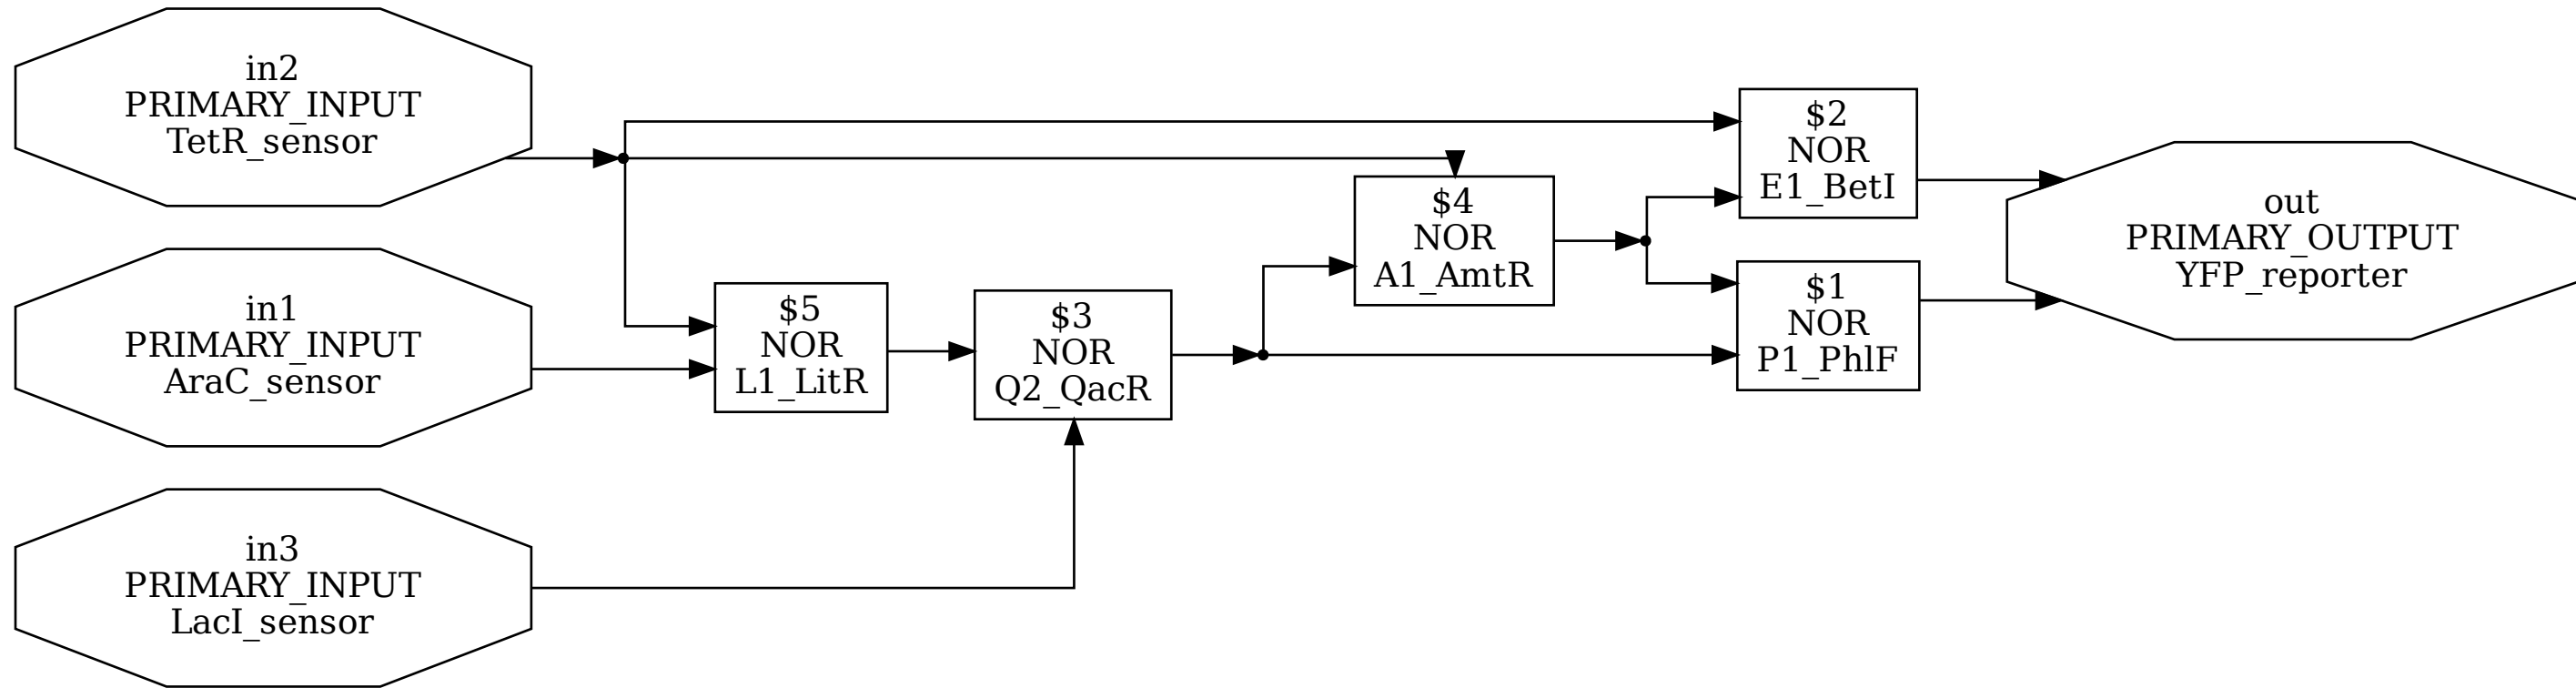 in2
PRIMARY_INPUT
TetR_sensor
in1
PRIMARY_INPUT
AraC_sensor
in3
PRIMARY_INPUT
LacI_sensor
$5
NOR
L1_LitR
$3
NOR
Q2_QacR
$4
NOR
A1_AmtR
$2
NOR
E1_BetI
$1
NOR
P1_PhlF
out
PRIMARY_OUTPUT
YFP_reporter